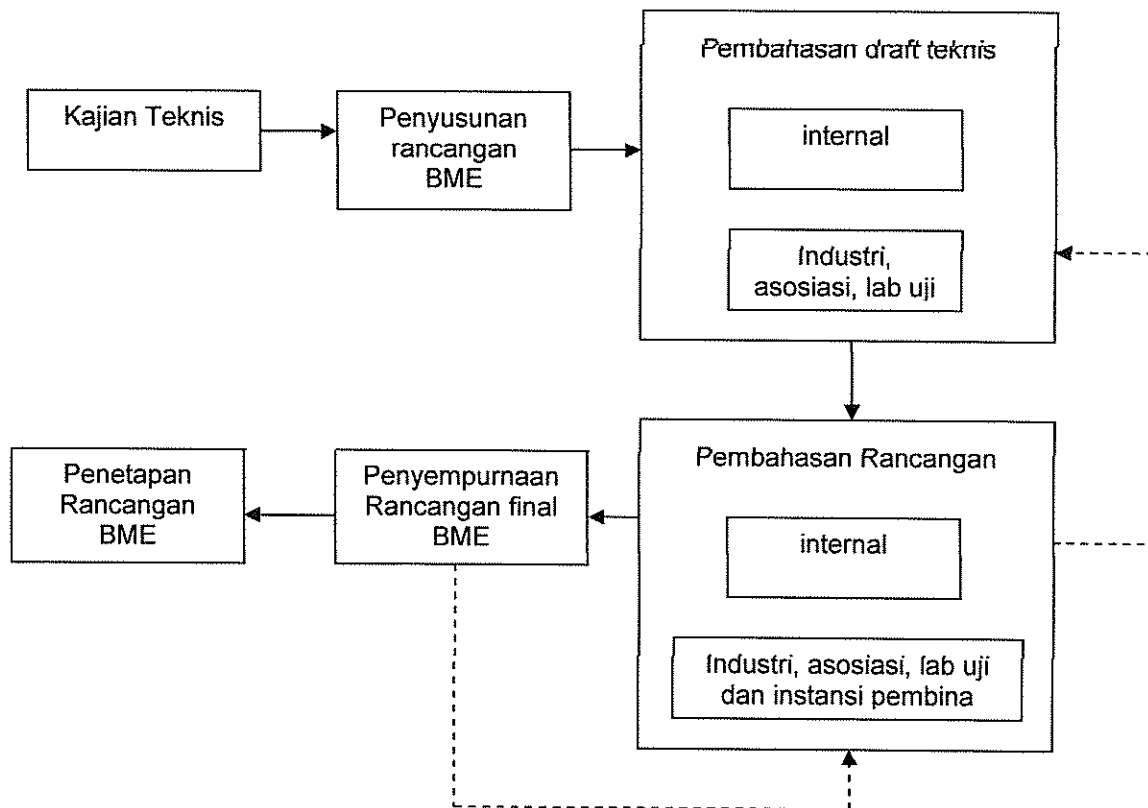 Pembahasan draft teknis
Kajian Teknis
Penyusunan
rancangan
BME
internal
Industri,
asosiasi, lab uji
Pembahasan Rancangan
Penetapan
Rancangan
BME
Penyempurnaan
Rancangan final
BME
internal
Industri, asosiasi, lab uji
dan instansi pembina